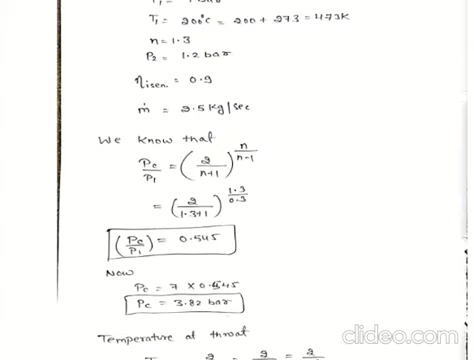 T₁ = 200°C = 200 + 273 = 473K
n = 1.3
P₂ = 1.2 bar
ηisen. = 0.9
ṁ = 2.5 kg/sec
We know that
Pc/P₁ = (2/(n+1))^(n/(n-1))
= (2/(1.3+1))^(1.3/0.3)
(Pc/P₁) = 0.545
Now
Pc = 7 × 0.545
Pc = 3.82 bar
Temperature at throat
clideo.com